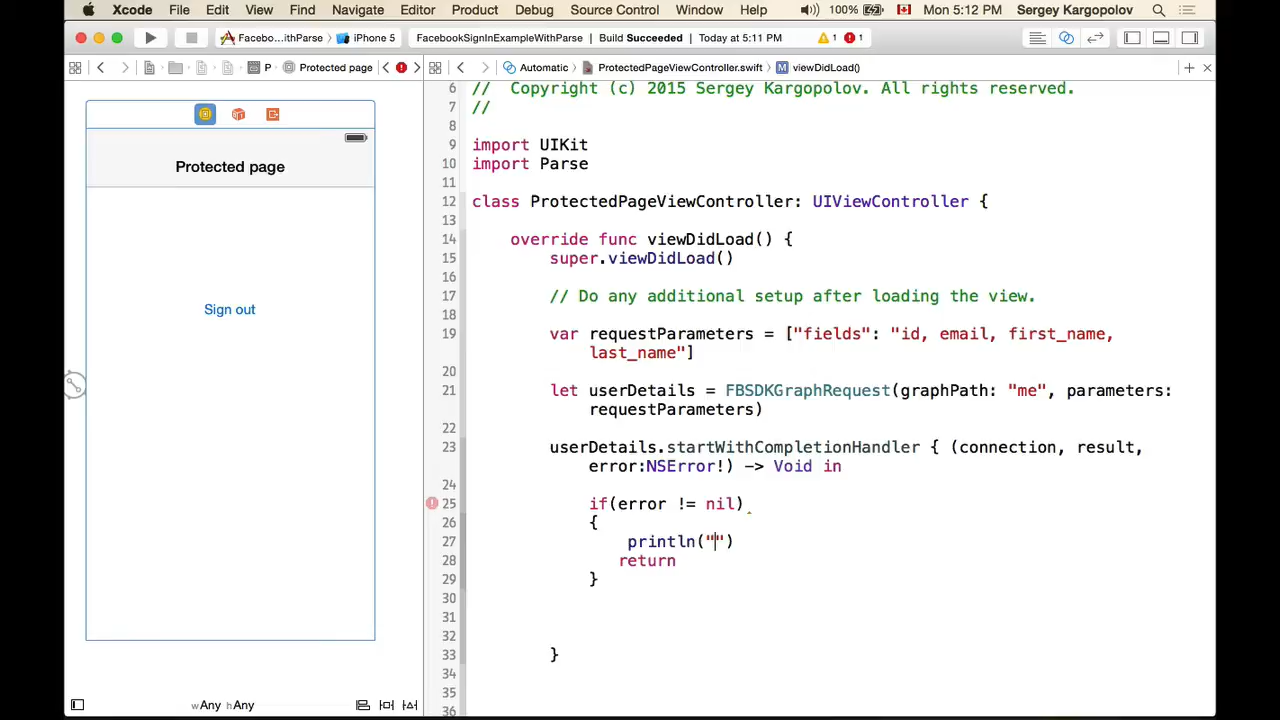 Xcode File Edit View Find Navigate Editor Product Debug Source Control Window Help 100% Mon 5:12 PM Sergey Kargopolov
Facebo...ithParse iPhone 5 FacebookSignInExampleWithParse Build Succeeded Today at 5:11 PM 1 1
P Protected page Automatic ProtectedPageViewController.swift M viewDidLoad()
Protected page
Sign out
wAny hAny
6 // Copyright (c) 2015 Sergey Kargopolov. All rights reserved.
7 //
8
9 import UIKit
10 import Parse
11
12 class ProtectedPageViewController: UIViewController {
13
14 override func viewDidLoad() {
15 super.viewDidLoad()
16
17 // Do any additional setup after loading the view.
18
19 var requestParameters = ["fields": "id, email, first_name,
last_name"]
20
21 let userDetails = FBSDKGraphRequest(graphPath: "me", parameters:
requestParameters)
22
23 userDetails.startWithCompletionHandler { (connection, result,
error:NSError!) -> Void in
24
25 if(error != nil)
26 {
27 println("")
28 return
29 }
30
31
32
33 }
34
35
36